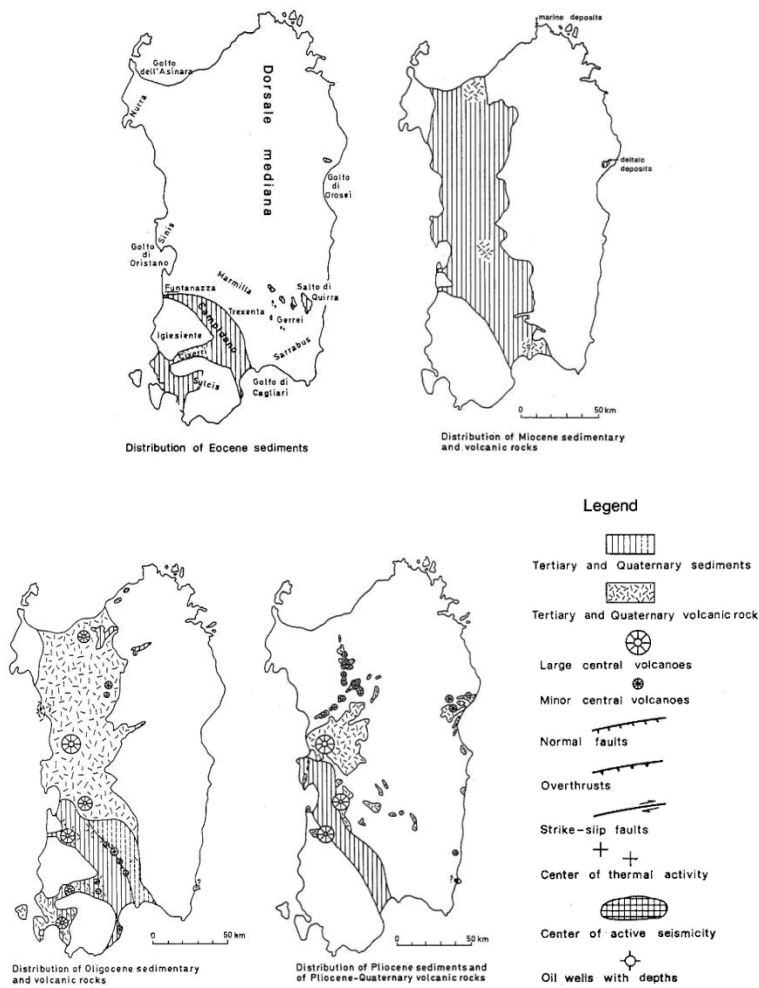 Golfo
dell'Asinara
Nurra
Dorsale mediana
Golfo
di
Orosei
Sinis
Golfo
di
Oristano
Marmilla
Funtanazza
Campidano
Trexenta
Salto di
Quirra
Gerrei
Iglesiente
Cixerri
Sarrabus
Sulcis
Golfo di
Cagliari
Distribution of Eocene sediments
marine deposits
deltaic
deposits
0
50 km
Distribution of Miocene sedimentary
and volcanic rocks
?
0
50 km
Distribution of Oligocene sedimentary
and volcanic rocks
?
0
50 km
Distribution of Pliocene sediments and
of Pliocene-Quaternary volcanic rocks
Legend
Tertiary and Quaternary sediments
Tertiary and Quaternary volcanic rock
Large central volcanoes
Minor central volcanoes
Normal faults
Overthrusts
Strike-slip faults
Center of thermal activity
Center of active seismicity
Oil wells with depths